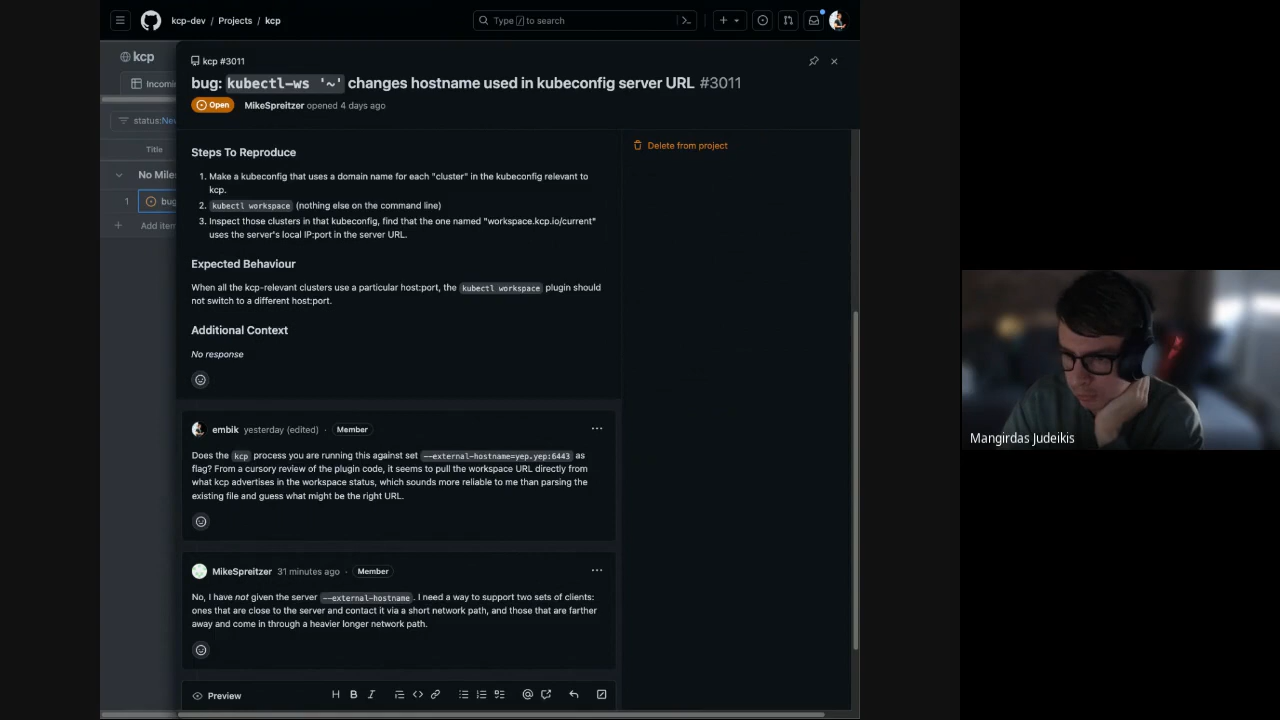 kcp-dev / Projects / kcp
Type / to search
kcp
kcp #3011
Incomi
bug: kubectl-ws '~' changes hostname used in kubeconfig server URL #3011
Open MikeSpreitzer opened 4 days ago
status:Nev
Title
No Miles
1 bug
Add item
Delete from project
Steps To Reproduce
1. Make a kubeconfig that uses a domain name for each "cluster" in the kubeconfig relevant to
kcp.
2. kubectl workspace (nothing else on the command line)
3. Inspect those clusters in that kubeconfig, find that the one named "workspace.kcp.io/current"
uses the server's local IP:port in the server URL.
Expected Behaviour
When all the kcp-relevant clusters use a particular host:port, the kubectl workspace plugin should
not switch to a different host:port.
Additional Context
No response
embik yesterday (edited) · Member
Does the kcp process you are running this against set --external-hostname=yep.yep:6443 as
flag? From a cursory review of the plugin code, it seems to pull the workspace URL directly from
what kcp advertises in the workspace status, which sounds more reliable to me than parsing the
existing file and guess what might be the right URL.
MikeSpreitzer 31 minutes ago · Member
No, I have not given the server --external-hostname. I need a way to support two sets of clients:
ones that are close to the server and contact it via a short network path, and those that are farther
away and come in through a heavier longer network path.
Preview
Mangirdas Judeikis